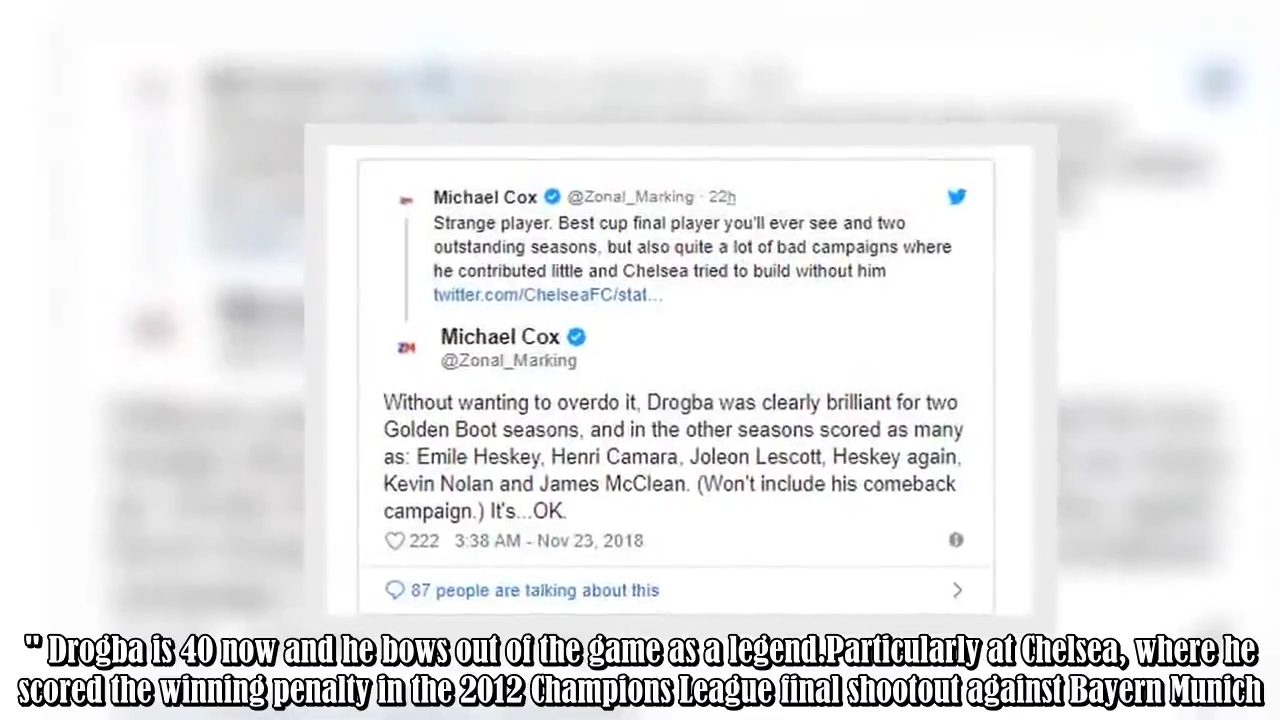 Michael Cox @Zonal_Marking · 22h
Strange player. Best cup final player you'll ever see and two
outstanding seasons, but also quite a lot of bad campaigns where
he contributed little and Chelsea tried to build without him
twitter.com/ChelseaFC/stat...
ZM
Michael Cox
@Zonal_Marking
Without wanting to overdo it, Drogba was clearly brilliant for two
Golden Boot seasons, and in the other seasons scored as many
as: Emile Heskey, Henri Camara, Joleon Lescott, Heskey again,
Kevin Nolan and James McClean. (Won't include his comeback
campaign.) It's...OK.
222 3:38 AM - Nov 23, 2018
87 people are talking about this
" Drogba is 40 now and he bows out of the game as a legend.Particularly at Chelsea, where he
scored the winning penalty in the 2012 Champions League final shootout against Bayern Munich